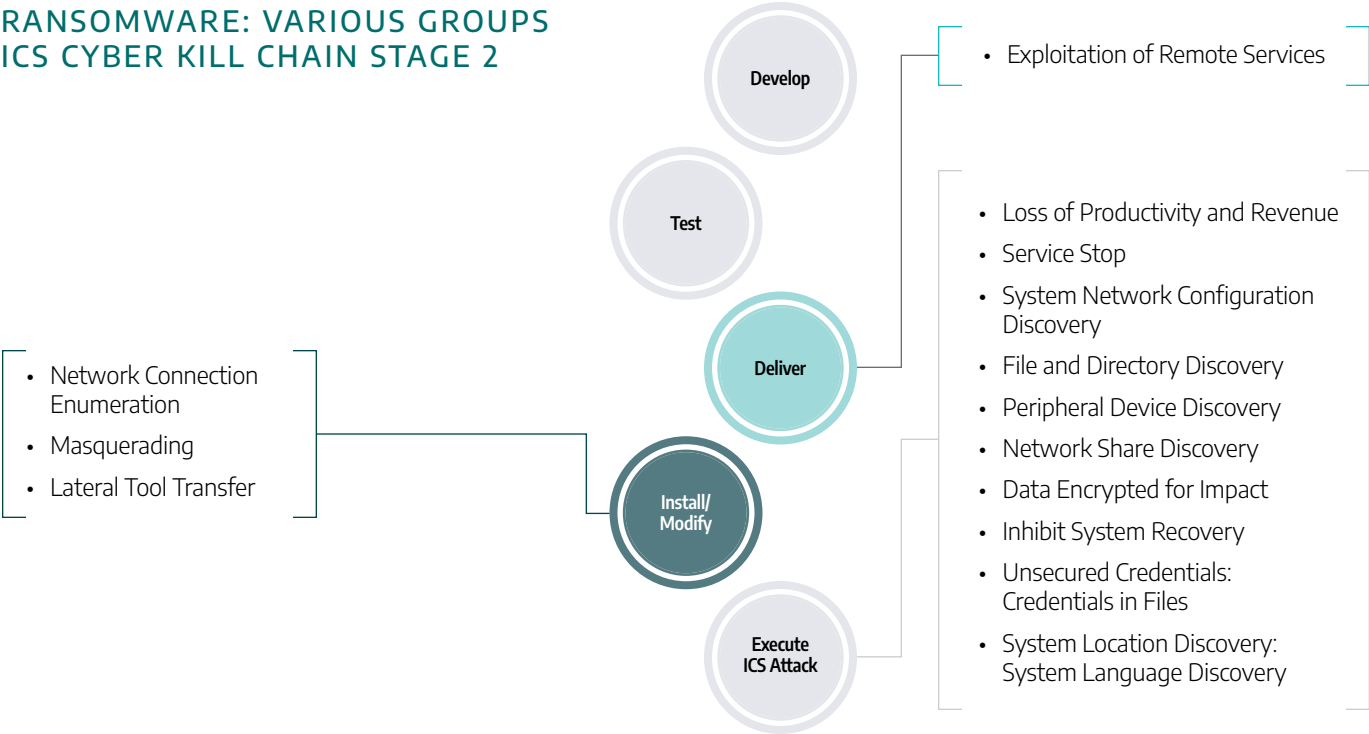 RANSOMWARE: VARIOUS GROUPS
ICS CYBER KILL CHAIN STAGE 2
Develop
• Exploitation of Remote Services
Test
Deliver
• Network Connection
Enumeration
• Masquerading
• Lateral Tool Transfer
Install/
Modify
Execute
ICS Attack
• Loss of Productivity and Revenue
• Service Stop
• System Network Configuration
Discovery
• File and Directory Discovery
• Peripheral Device Discovery
• Network Share Discovery
• Data Encrypted for Impact
• Inhibit System Recovery
• Unsecured Credentials:
Credentials in Files
• System Location Discovery:
System Language Discovery